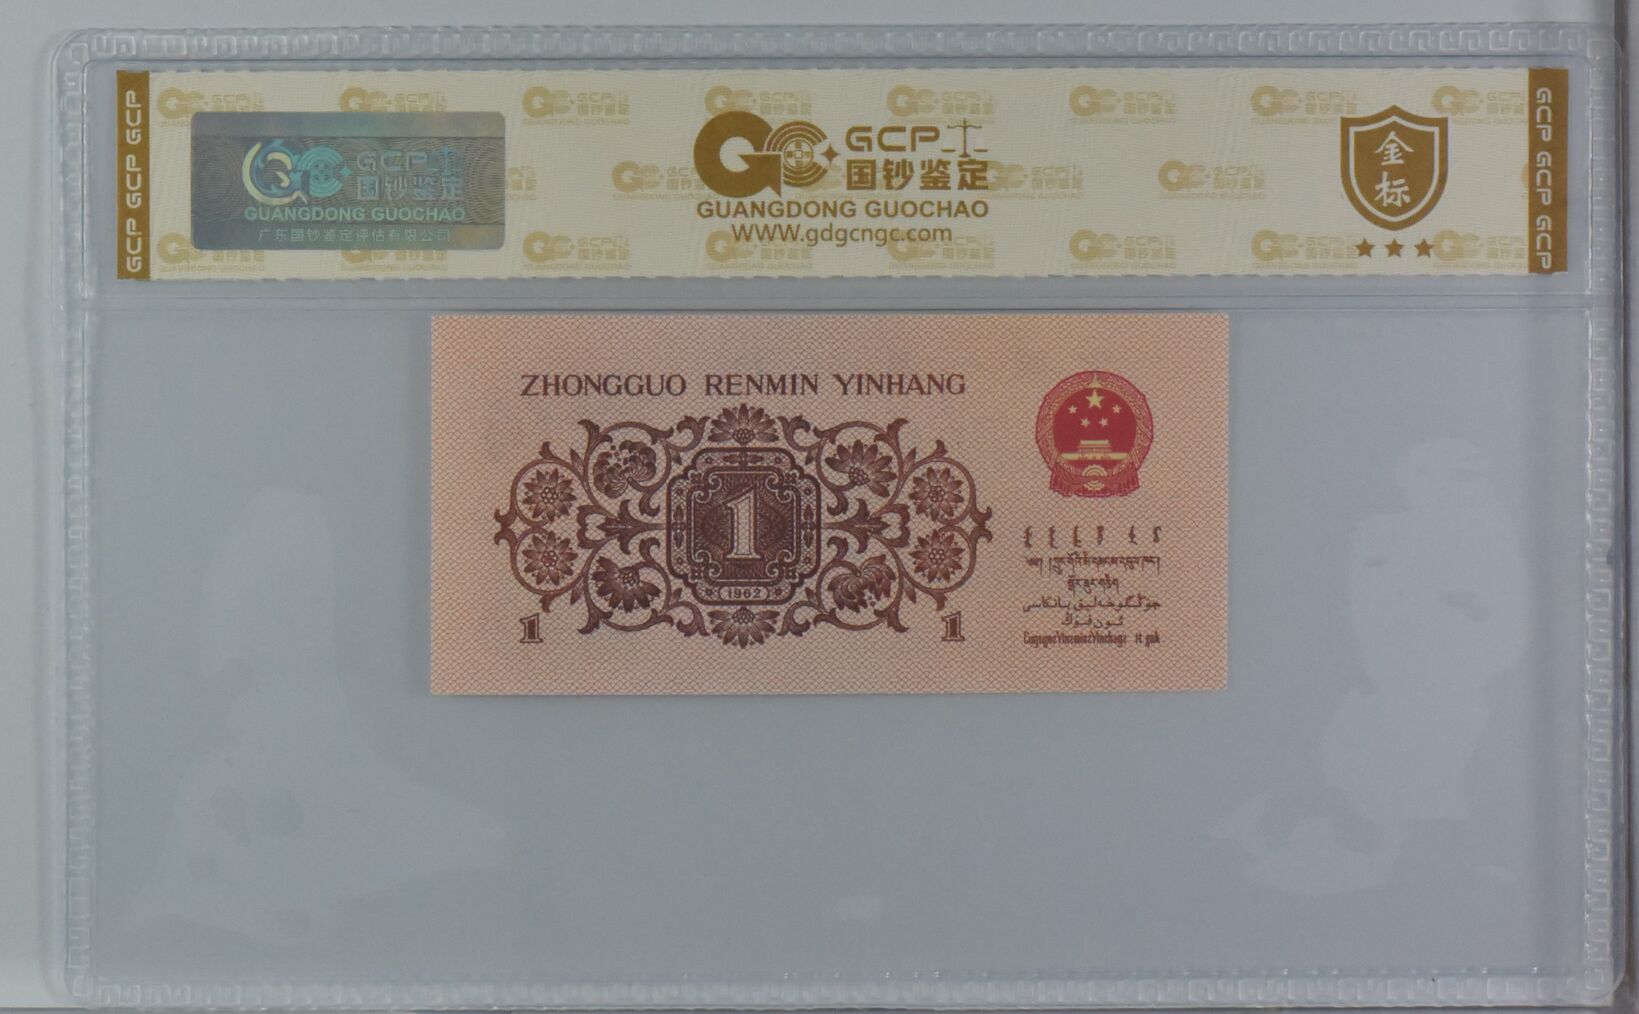 GCP GCP GCP
GCP
国钞鉴定
GUANGDONG GUOCHAO
广东国钞鉴定评估有限公司
GCP
国钞鉴定
GUANGDONG GUOCHAO
WWW.gdgcngc.com
金标
GCP GCP GCP
ZHONGGUO RENMIN YINHANG
1
1962
1
1